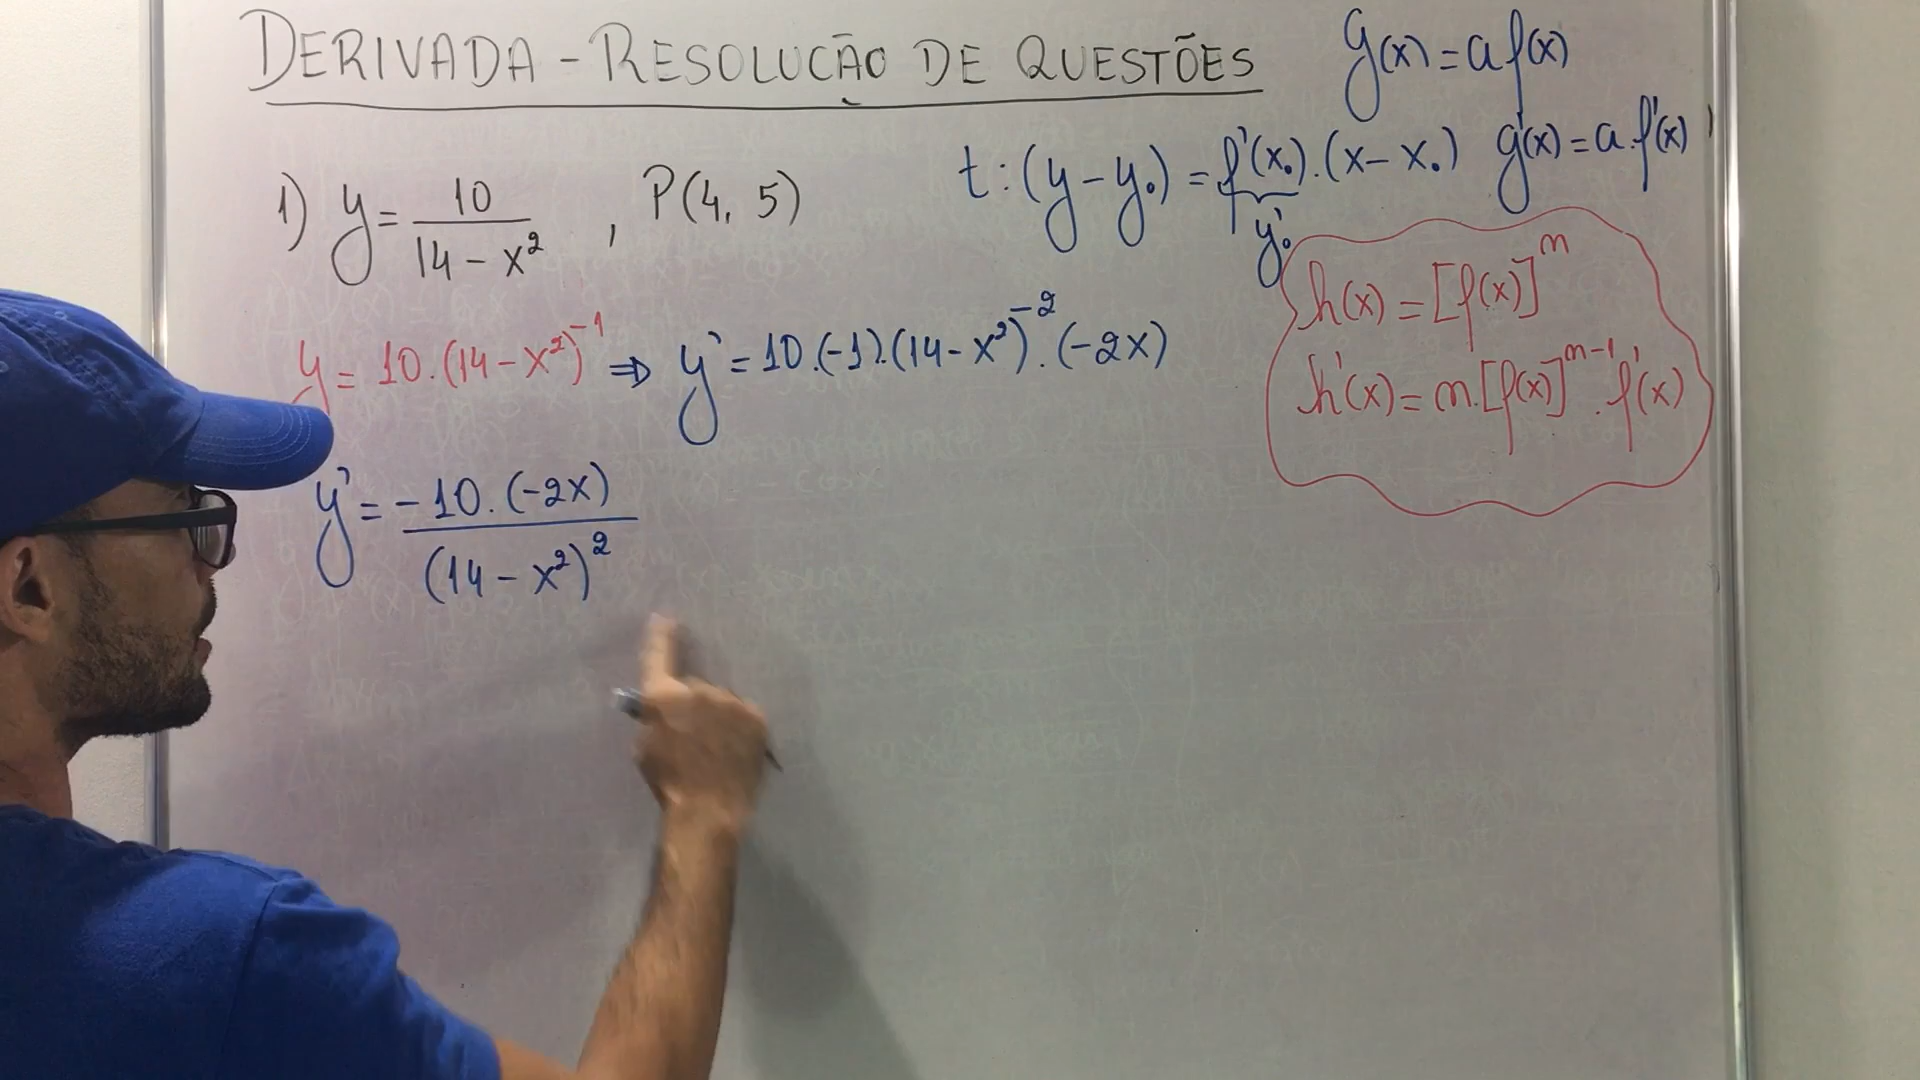 DERIVADA - RESOLUÇÃO DE QUESTÕES
g(x) = a f(x)
g'(x) = a . f'(x)
t : (y - y₀) = f'(x₀) . (x - x₀)
y'₀
1) y = 10 / (14 - x²) , P(4, 5)
h(x) = [f(x)]ⁿ
h'(x) = n.[f(x)]ⁿ⁻¹ . f'(x)
y = 10.(14 - x²)⁻¹ ⇒ y' = 10.(-1).(14 - x²)⁻² . (-2x)
y' = -10 . (-2x) / (14 - x²)²